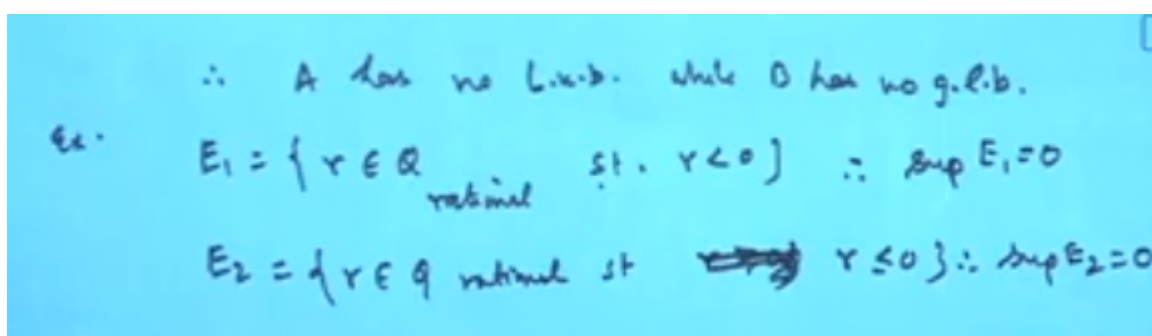 ∴ A has no l.u.b. while B has no g.l.b.
Ex. E₁ = { r ∈ Q rational st. r < 0 } ∴ sup E₁ = 0
E₂ = { r ∈ Q rational st r ≤ 0 } ∴ sup E₂ = 0